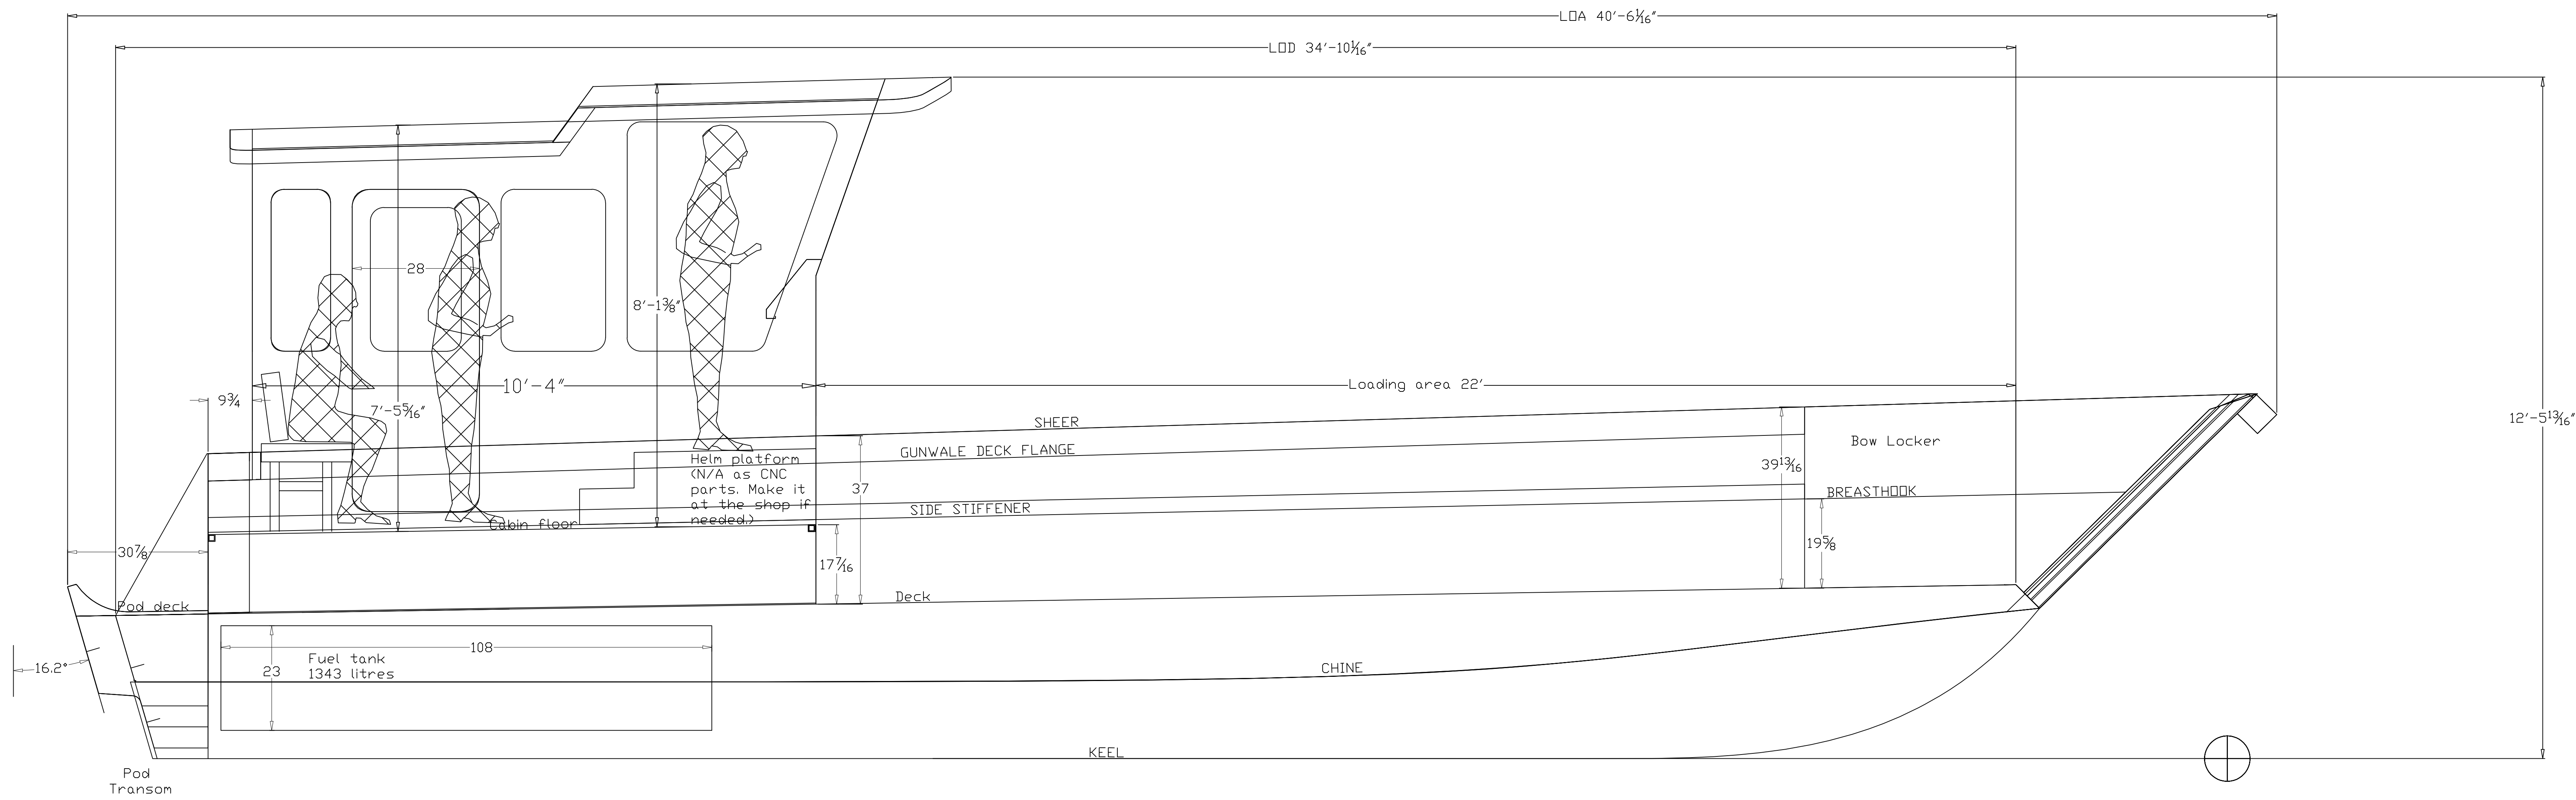 LOA 40'-6 1/16"
LOD 34'-10 1/16"
28
8'-1 3/8"
10'-4"
Loading area 22'
9 3/4
7'-5 5/16"
12'-5 13/16"
SHEER
GUNWALE DECK FLANGE
Bow Locker
Helm platform
(N/A as CNC
parts. Make it
at the shop if
needed.)
39 13/16
37
BREASTHOOK
SIDE STIFFENER
Cabin floor
30 7/8
19 5/8
17 7/16
Deck
Pod deck
108
Fuel tank
1343 litres
23
16.2°
CHINE
KEEL
Pod
Transom